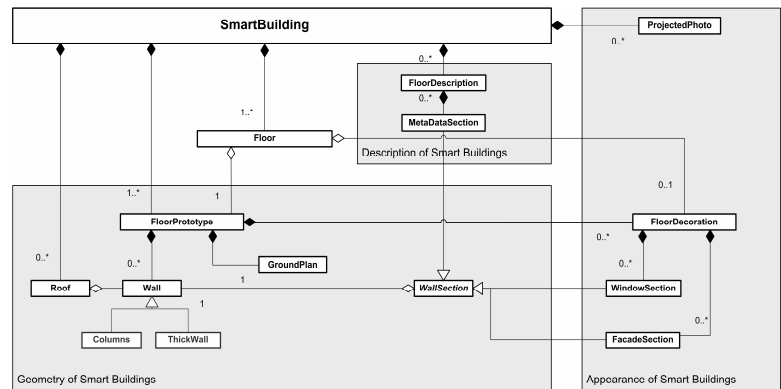 SmartBuilding
ProjectedPhoto
0..*
0..*
FloorDescription
0..*
MetaDataSection
1..*
Floor
Description of Smart Buildings
0..1
1..*
1
FloorPrototype
FloorDecoration
0..*
0..*
0..*
GroundPlan
0..*
1
Roof
Wall
WallSection
WindowSection
1
0..*
Columns
ThickWall
FacadeSection
Geometry of Smart Buildings
Appearance of Smart Buildings